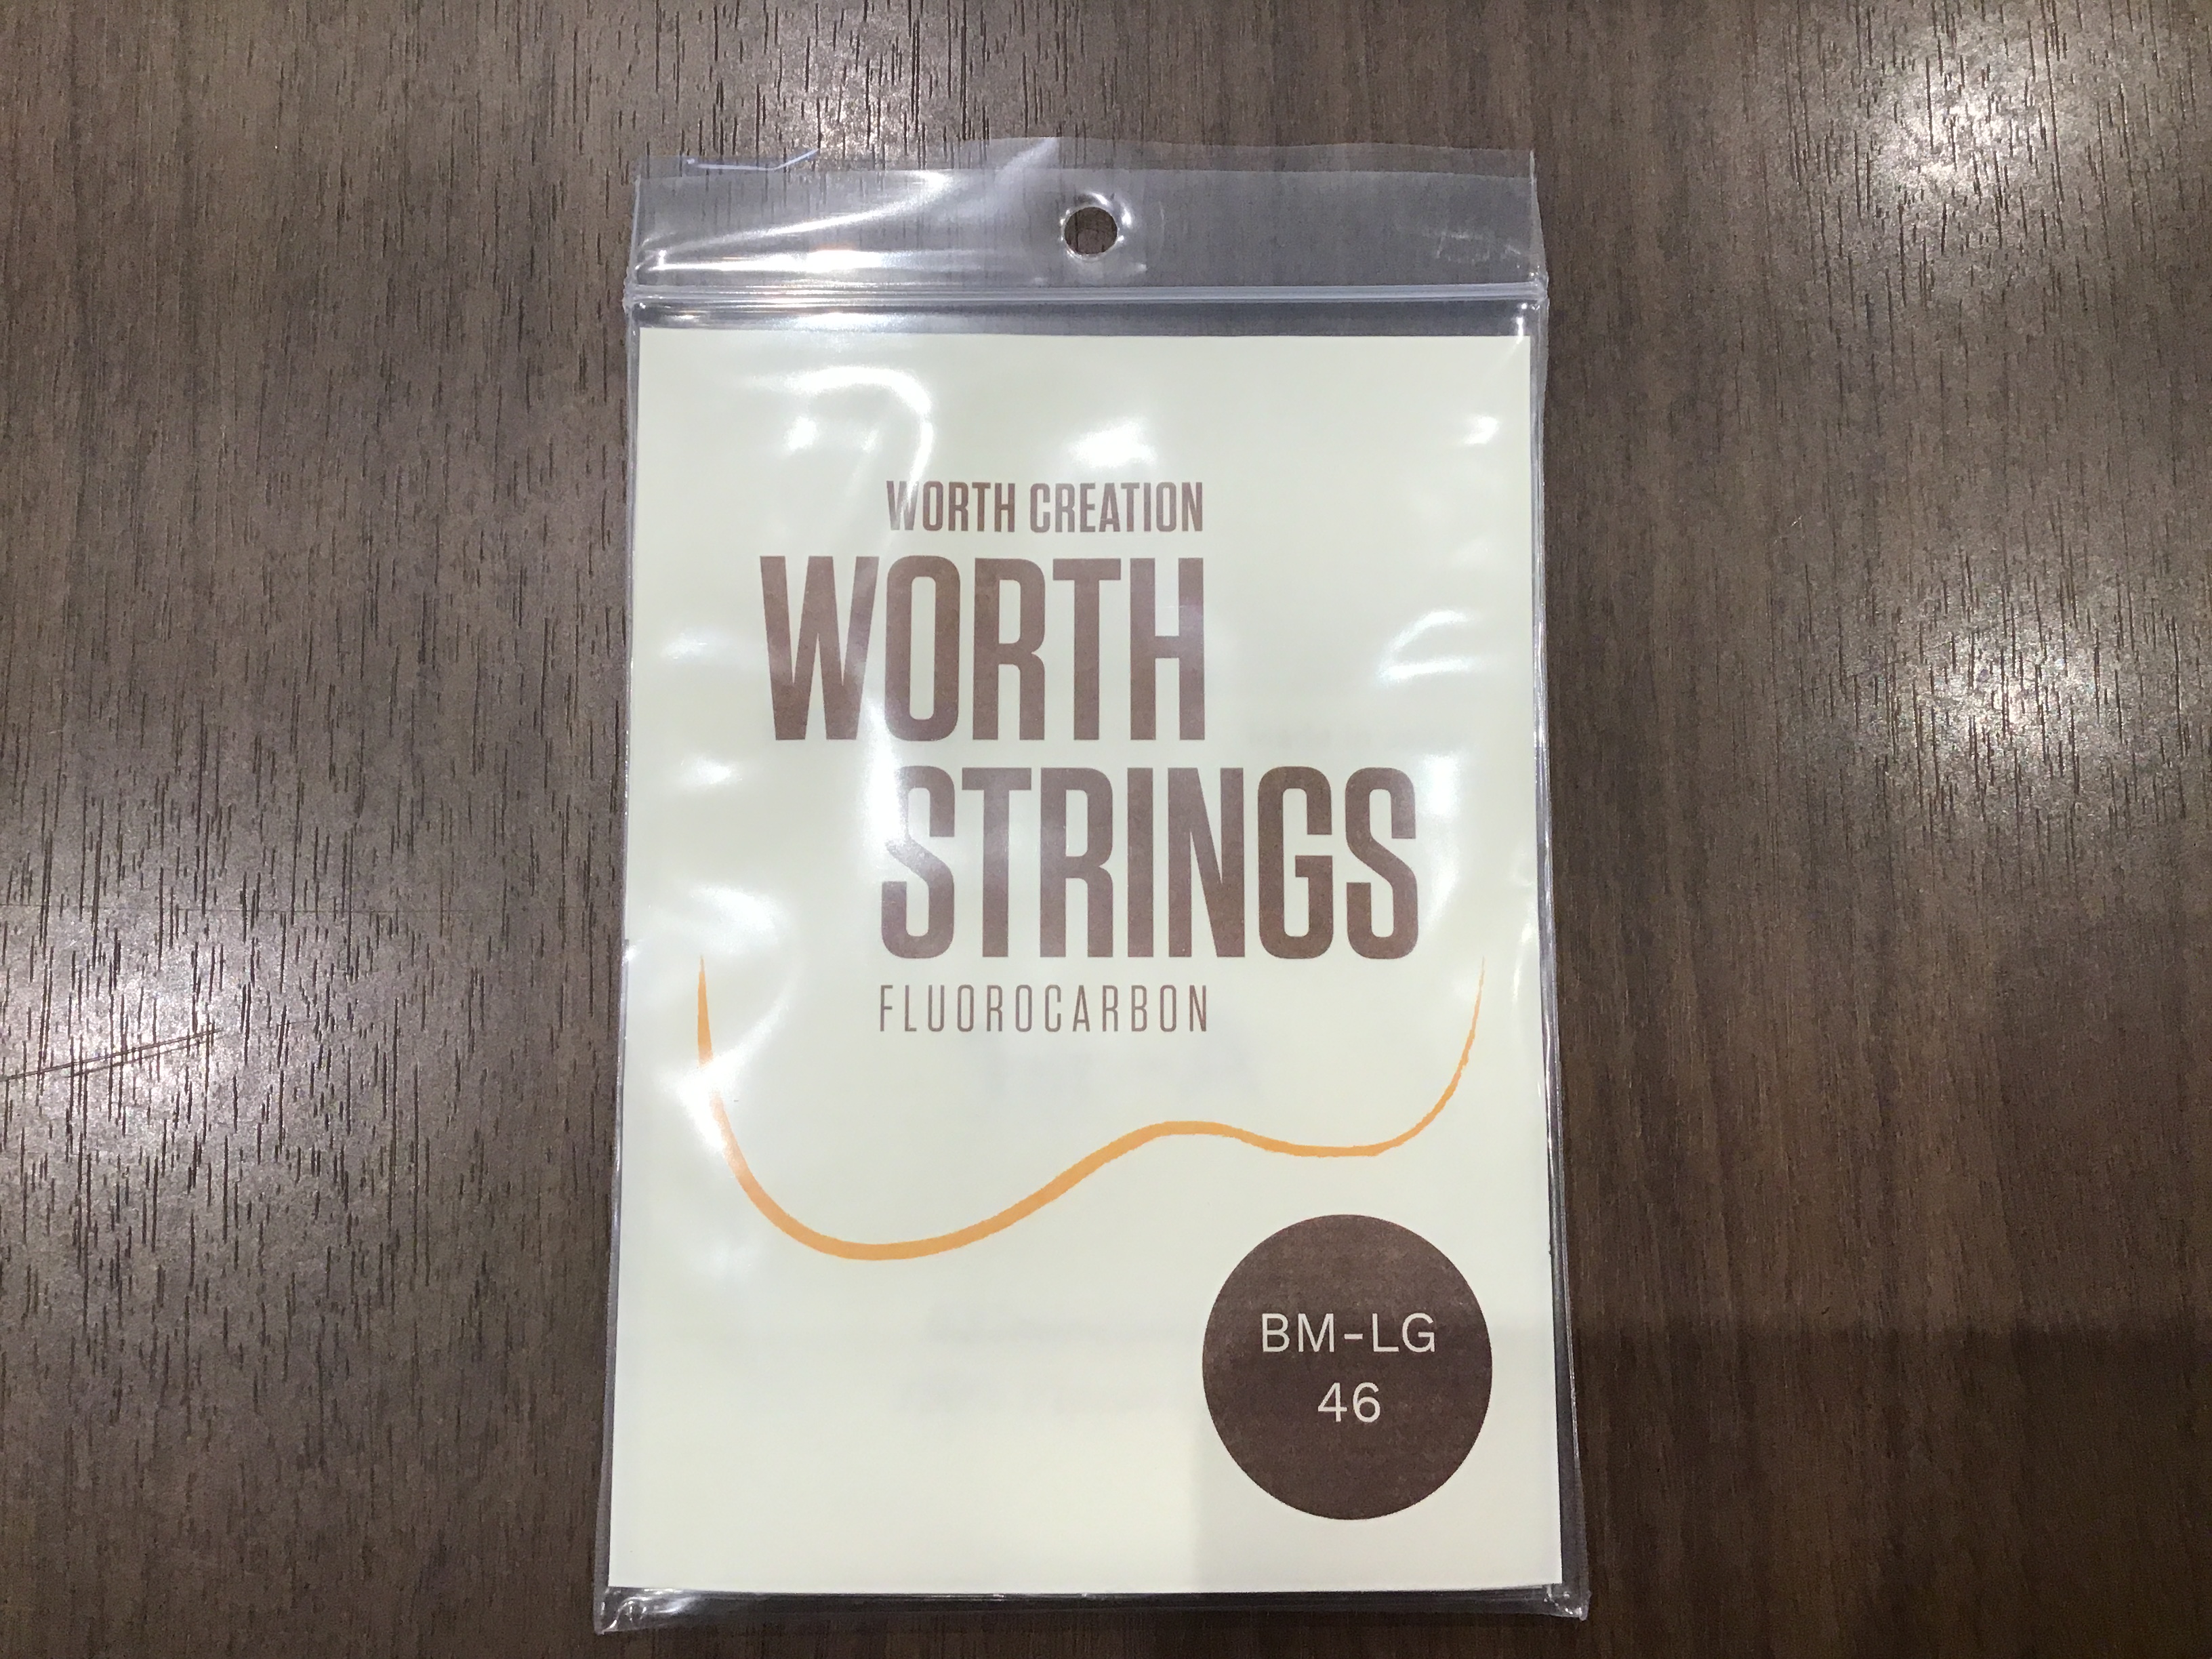 WORTH CREATION
WORTH
STRINGS
FLUOROCARBON
BM-LG
46